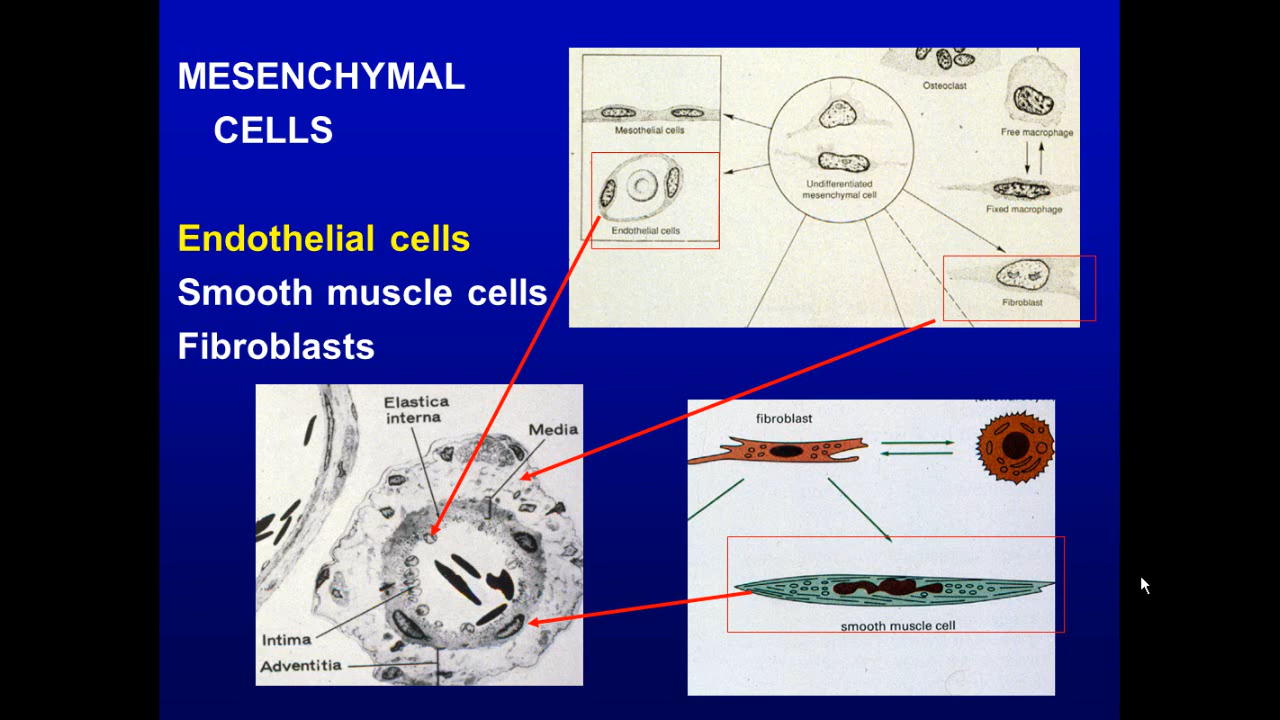 MESENCHYMAL
CELLS
Endothelial cells
Smooth muscle cells
Fibroblasts
Mesothelial cells
Endothelial cells
Undifferentiated
mesenchymal cell
Osteoclast
Free macrophage
Fixed macrophage
Fibroblast
Elastica
interna
Media
Intima
Adventitia
fibroblast
smooth muscle cell